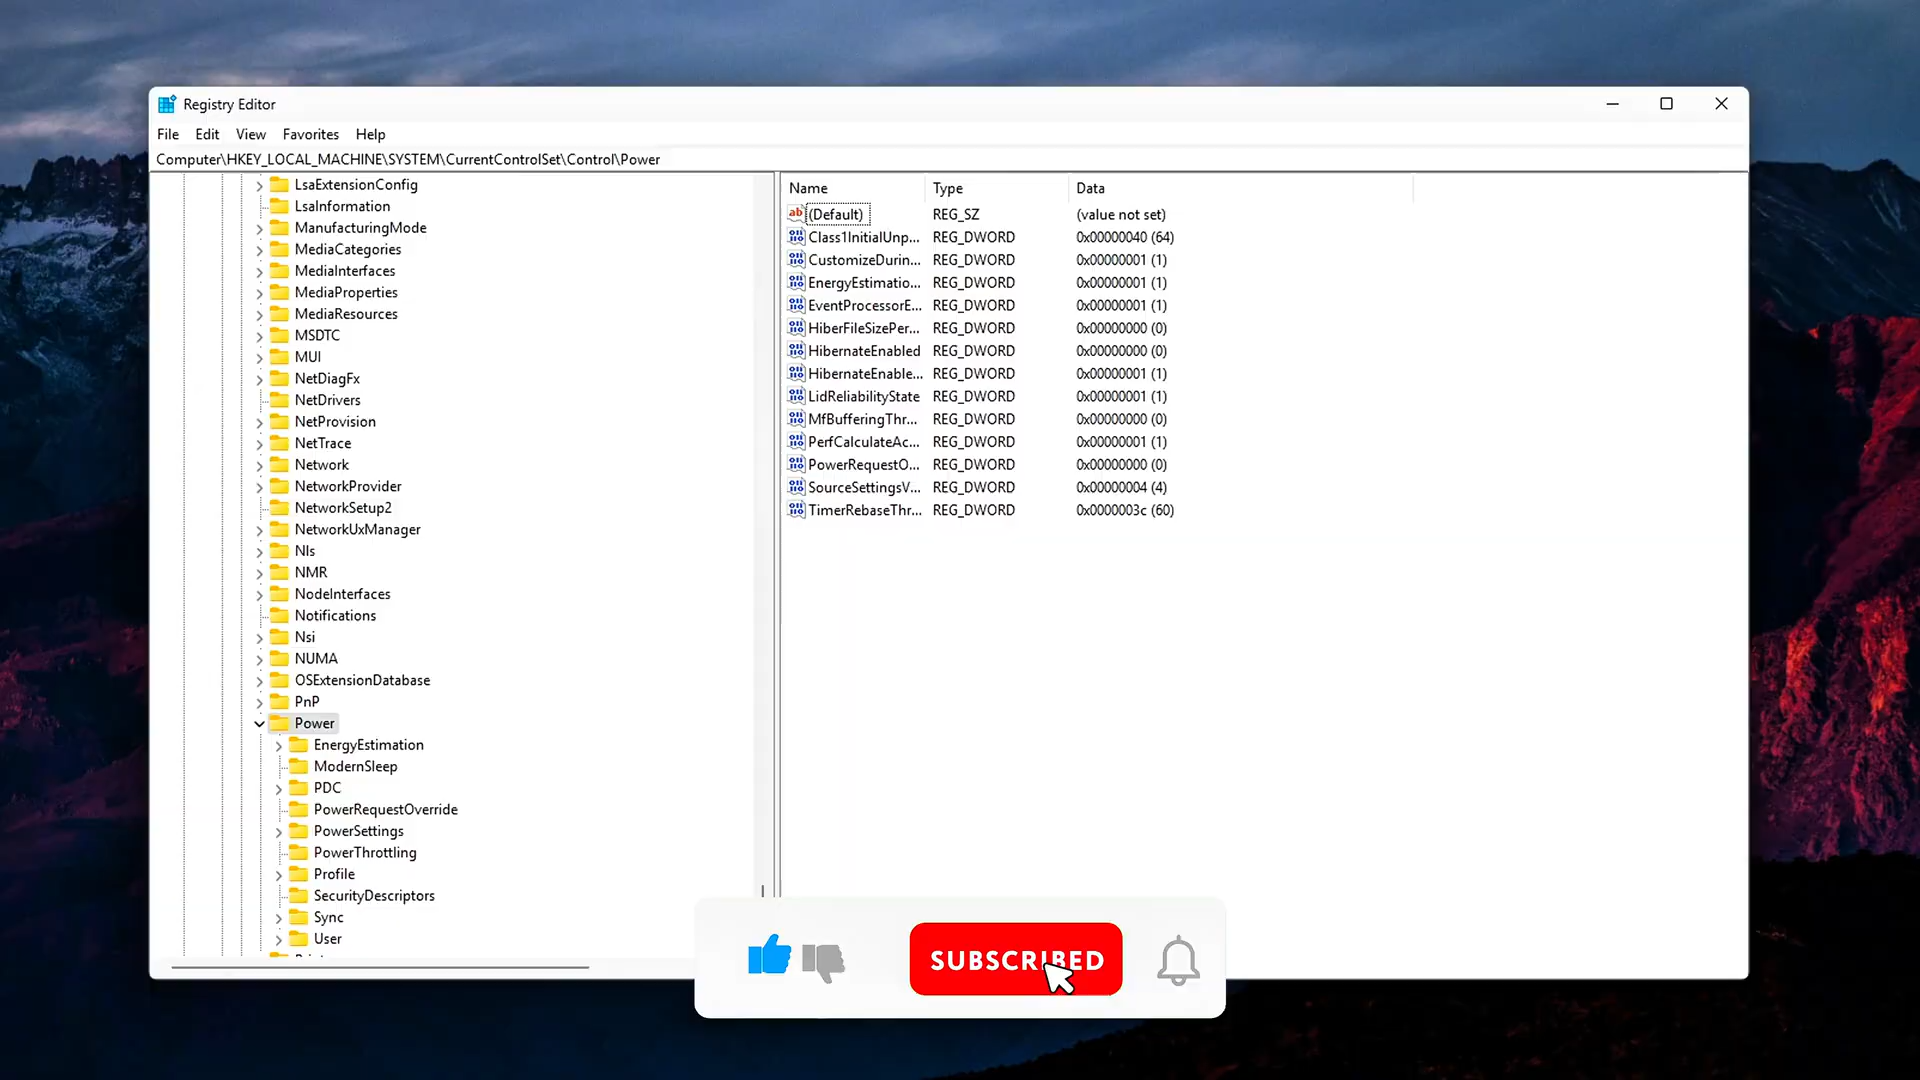 Registry Editor
File Edit View Favorites Help
Computer\HKEY_LOCAL_MACHINE\SYSTEM\CurrentControlSet\Control\Power
LsaExtensionConfig
LsaInformation
ManufacturingMode
MediaCategories
MediaInterfaces
MediaProperties
MediaResources
MSDTC
MUI
NetDiagFx
NetDrivers
NetProvision
NetTrace
Network
NetworkProvider
NetworkSetup2
NetworkUxManager
Nls
NMR
NodeInterfaces
Notifications
Nsi
NUMA
OSExtensionDatabase
PnP
Power
EnergyEstimation
ModernSleep
PDC
PowerRequestOverride
PowerSettings
PowerThrottling
Profile
SecurityDescriptors
Sync
User
Name Type Data
(Default) REG_SZ (value not set)
Class1InitialUnp... REG_DWORD 0x00000040 (64)
CustomizeDurin... REG_DWORD 0x00000001 (1)
EnergyEstimatio... REG_DWORD 0x00000001 (1)
EventProcessorE... REG_DWORD 0x00000001 (1)
HiberFileSizePer... REG_DWORD 0x00000000 (0)
HibernateEnabled REG_DWORD 0x00000000 (0)
HibernateEnable... REG_DWORD 0x00000001 (1)
LidReliabilityState REG_DWORD 0x00000001 (1)
MfBufferingThr... REG_DWORD 0x00000000 (0)
PerfCalculateAc... REG_DWORD 0x00000001 (1)
PowerRequestO... REG_DWORD 0x00000000 (0)
SourceSettingsV... REG_DWORD 0x00000004 (4)
TimerRebaseThr... REG_DWORD 0x0000003c (60)
SUBSCRIBED